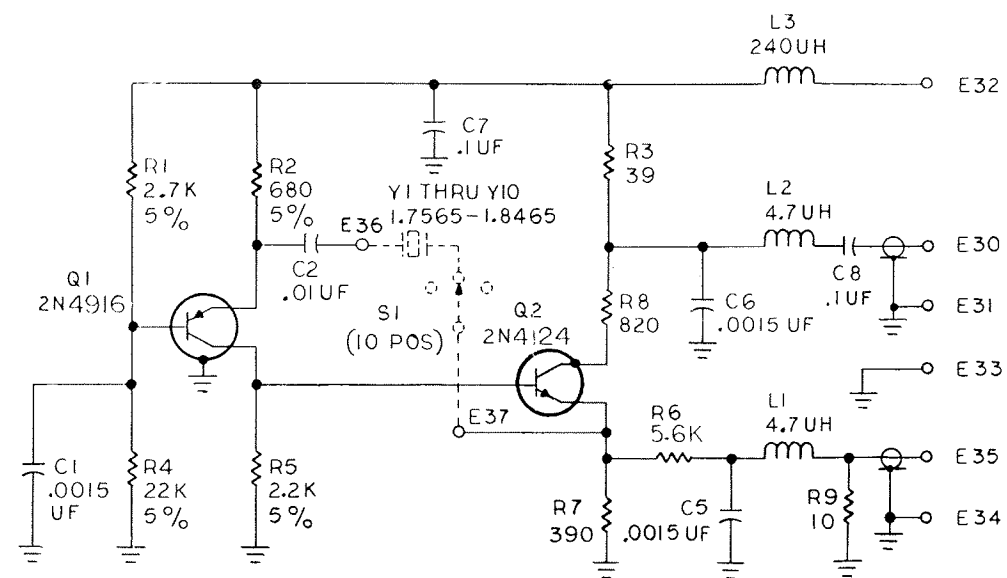 L3
240UH
E32
C7
.1UF
R1
2.7K
5%
R2
680
5%
R3
39
Y1 THRU Y10
1.7565-1.8465
L2
4.7UH
E36
E30
C2
.01UF
C8
.1UF
Q1
2N4916
S1
(10 POS)
Q2
2N4124
R8
820
C6
.0015 UF
E31
E33
E37
R6
5.6K
L1
4.7UH
E35
C1
.0015
UF
R4
22K
5%
R5
2.2K
5%
R7
390
C5
.0015UF
R9
10
E34